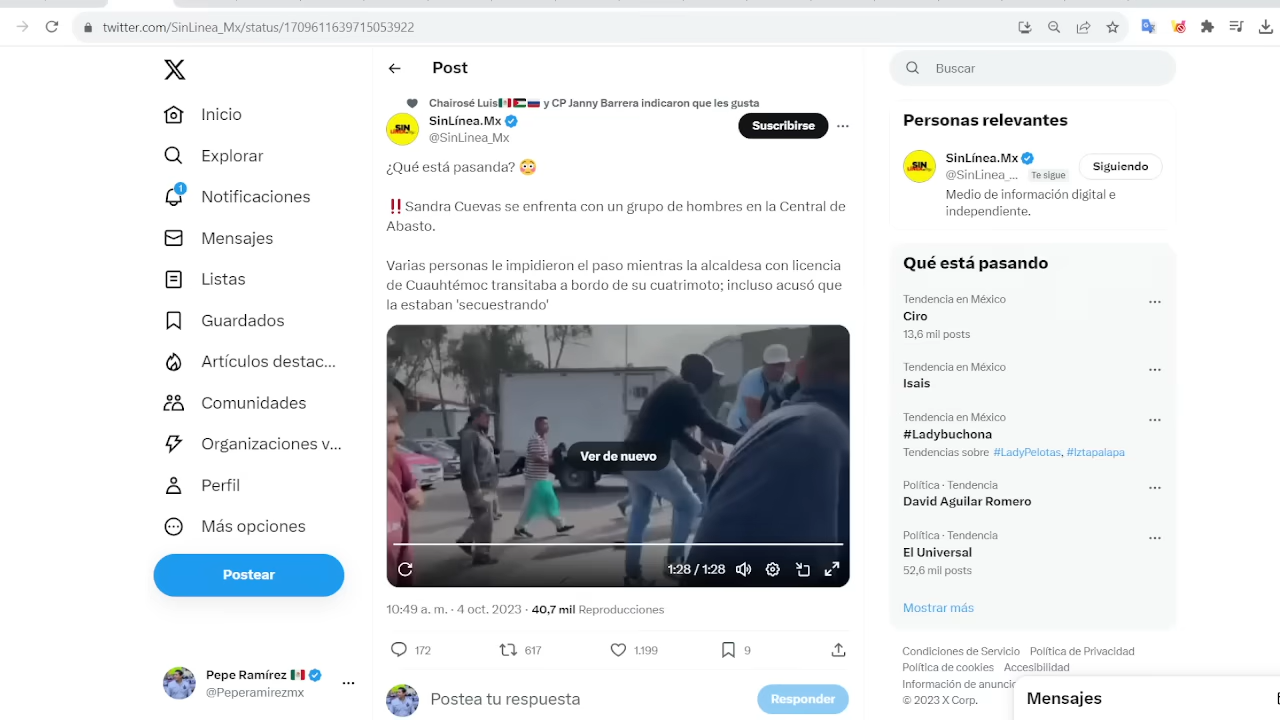 twitter.com/SinLinea_Mx/status/1709611639715053922
Inicio
Explorar
1
Notificaciones
Mensajes
Listas
Guardados
Artículos destac...
Comunidades
Organizaciones v...
Perfil
Más opciones
Postear
Pepe Ramírez 🇲🇽
@Peperamirezmx
Post
Chairosé Luis🇲🇽🇵🇸🇷🇺 y CP Janny Barrera indicaron que les gusta
SIN
SinLínea.Mx
@SinLinea_Mx
Suscribirse
¿Qué está pasanda? 😳
‼️Sandra Cuevas se enfrenta con un grupo de hombres en la Central de
Abasto.
Varias personas le impidieron el paso mientras la alcaldesa con licencia
de Cuauhtémoc transitaba a bordo de su cuatrimoto; incluso acusó que
la estaban 'secuestrando'
Ver de nuevo
1:28 / 1:28
10:49 a. m. · 4 oct. 2023 · 40,7 mil Reproducciones
172 617 1.199 9
Postea tu respuesta
Responder
Buscar
Personas relevantes
SIN
SinLínea.Mx
@SinLinea_... Te sigue
Siguiendo
Medio de información digital e
independiente.
Qué está pasando
Tendencia en México
Ciro
13,6 mil posts
Tendencia en México
Isais
Tendencia en México
#Ladybuchona
Tendencias sobre #LadyPelotas, #Iztapalapa
Política · Tendencia
David Aguilar Romero
Política · Tendencia
El Universal
52,6 mil posts
Mostrar más
Condiciones de Servicio Política de Privacidad
Política de cookies Accesibilidad
Información de anuncio
© 2023 X Corp.
Mensajes